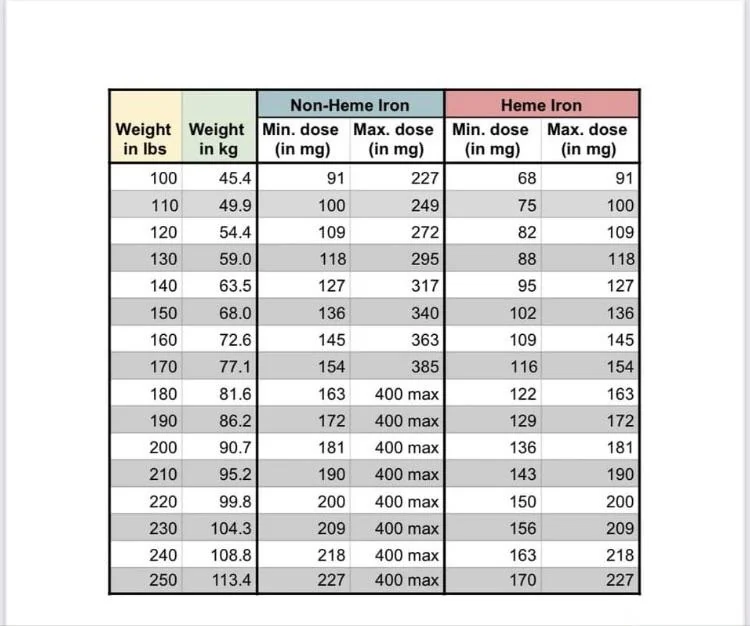 Non-Heme Iron Heme Iron
Weight in lbs Weight in kg Min. dose (in mg) Max. dose (in mg) Min. dose (in mg) Max. dose (in mg)
100 45.4 91 227 68 91
110 49.9 100 249 75 100
120 54.4 109 272 82 109
130 59.0 118 295 88 118
140 63.5 127 317 95 127
150 68.0 136 340 102 136
160 72.6 145 363 109 145
170 77.1 154 385 116 154
180 81.6 163 400 max 122 163
190 86.2 172 400 max 129 172
200 90.7 181 400 max 136 181
210 95.2 190 400 max 143 190
220 99.8 200 400 max 150 200
230 104.3 209 400 max 156 209
240 108.8 218 400 max 163 218
250 113.4 227 400 max 170 227